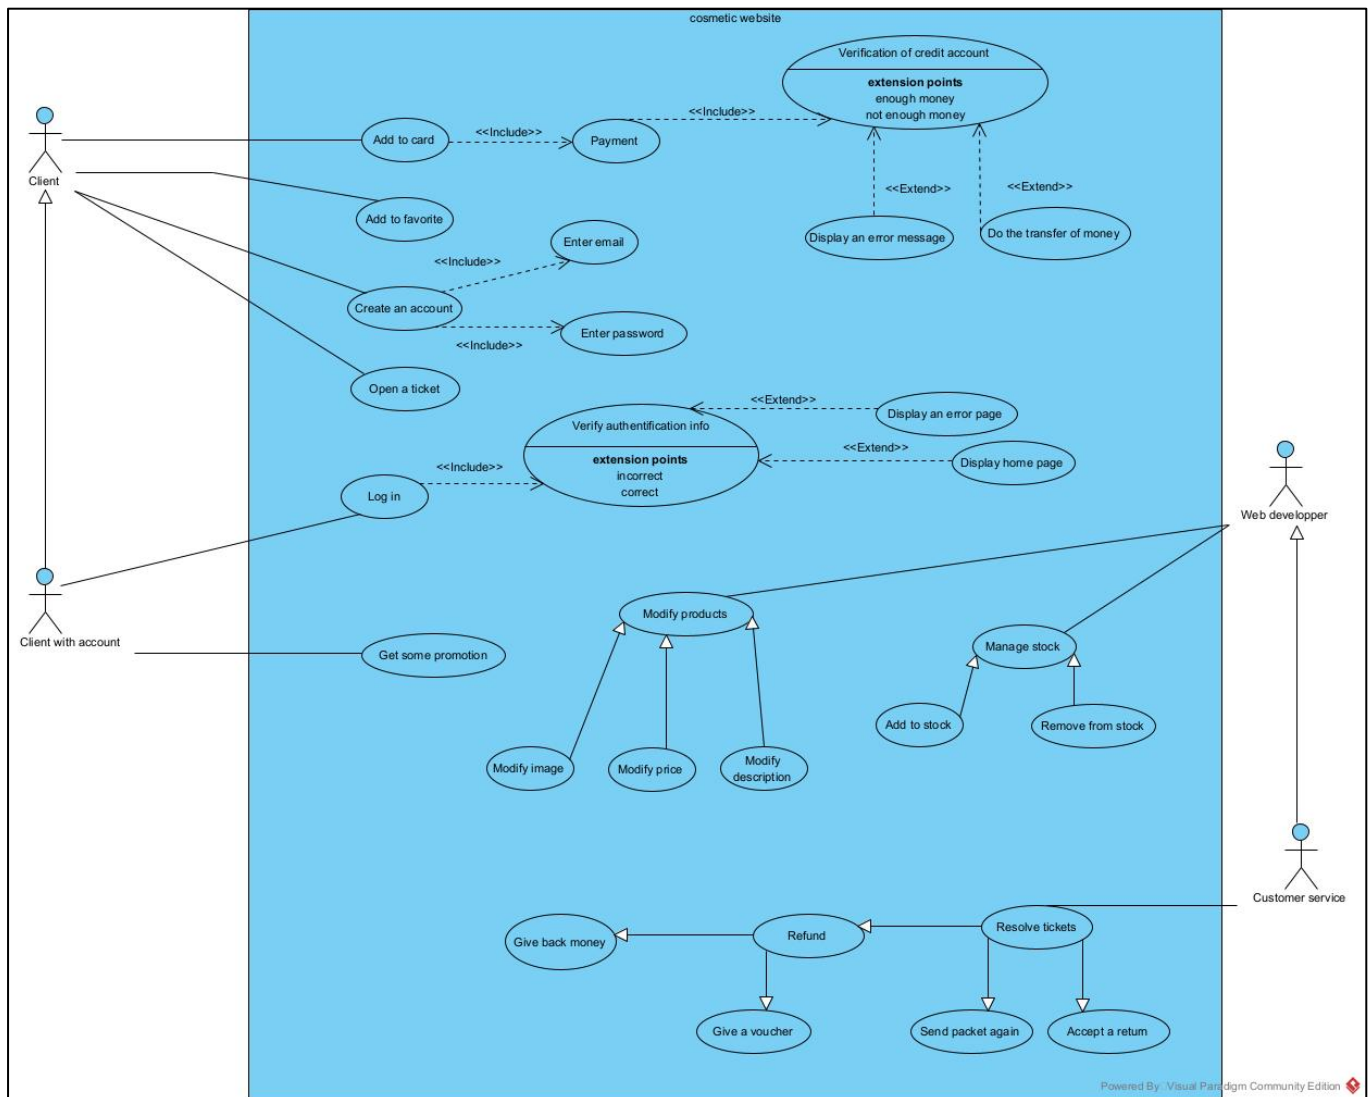 cosmetic website
Verification of credit account
extension points
enough money
not enough money
Client
Add to card
<<Include>>
Payment
<<Include>>
<<Extend>>
<<Extend>>
Add to favorite
Display an error message
Do the transfer of money
Enter email
<<Include>>
Create an account
Enter password
<<Include>>
Open a ticket
<<Extend>>
Display an error page
Verify authentification info
<<Extend>>
Display home page
extension points
incorrect
correct
<<Include>>
Log in
Web developper
Modify products
Client with account
Get some promotion
Manage stock
Add to stock
Remove from stock
Modify image
Modify price
Modify
description
Customer service
Give back money
Refund
Resolve tickets
Give a voucher
Send packet again
Accept a return
Powered By Visual Paradigm Community Edition